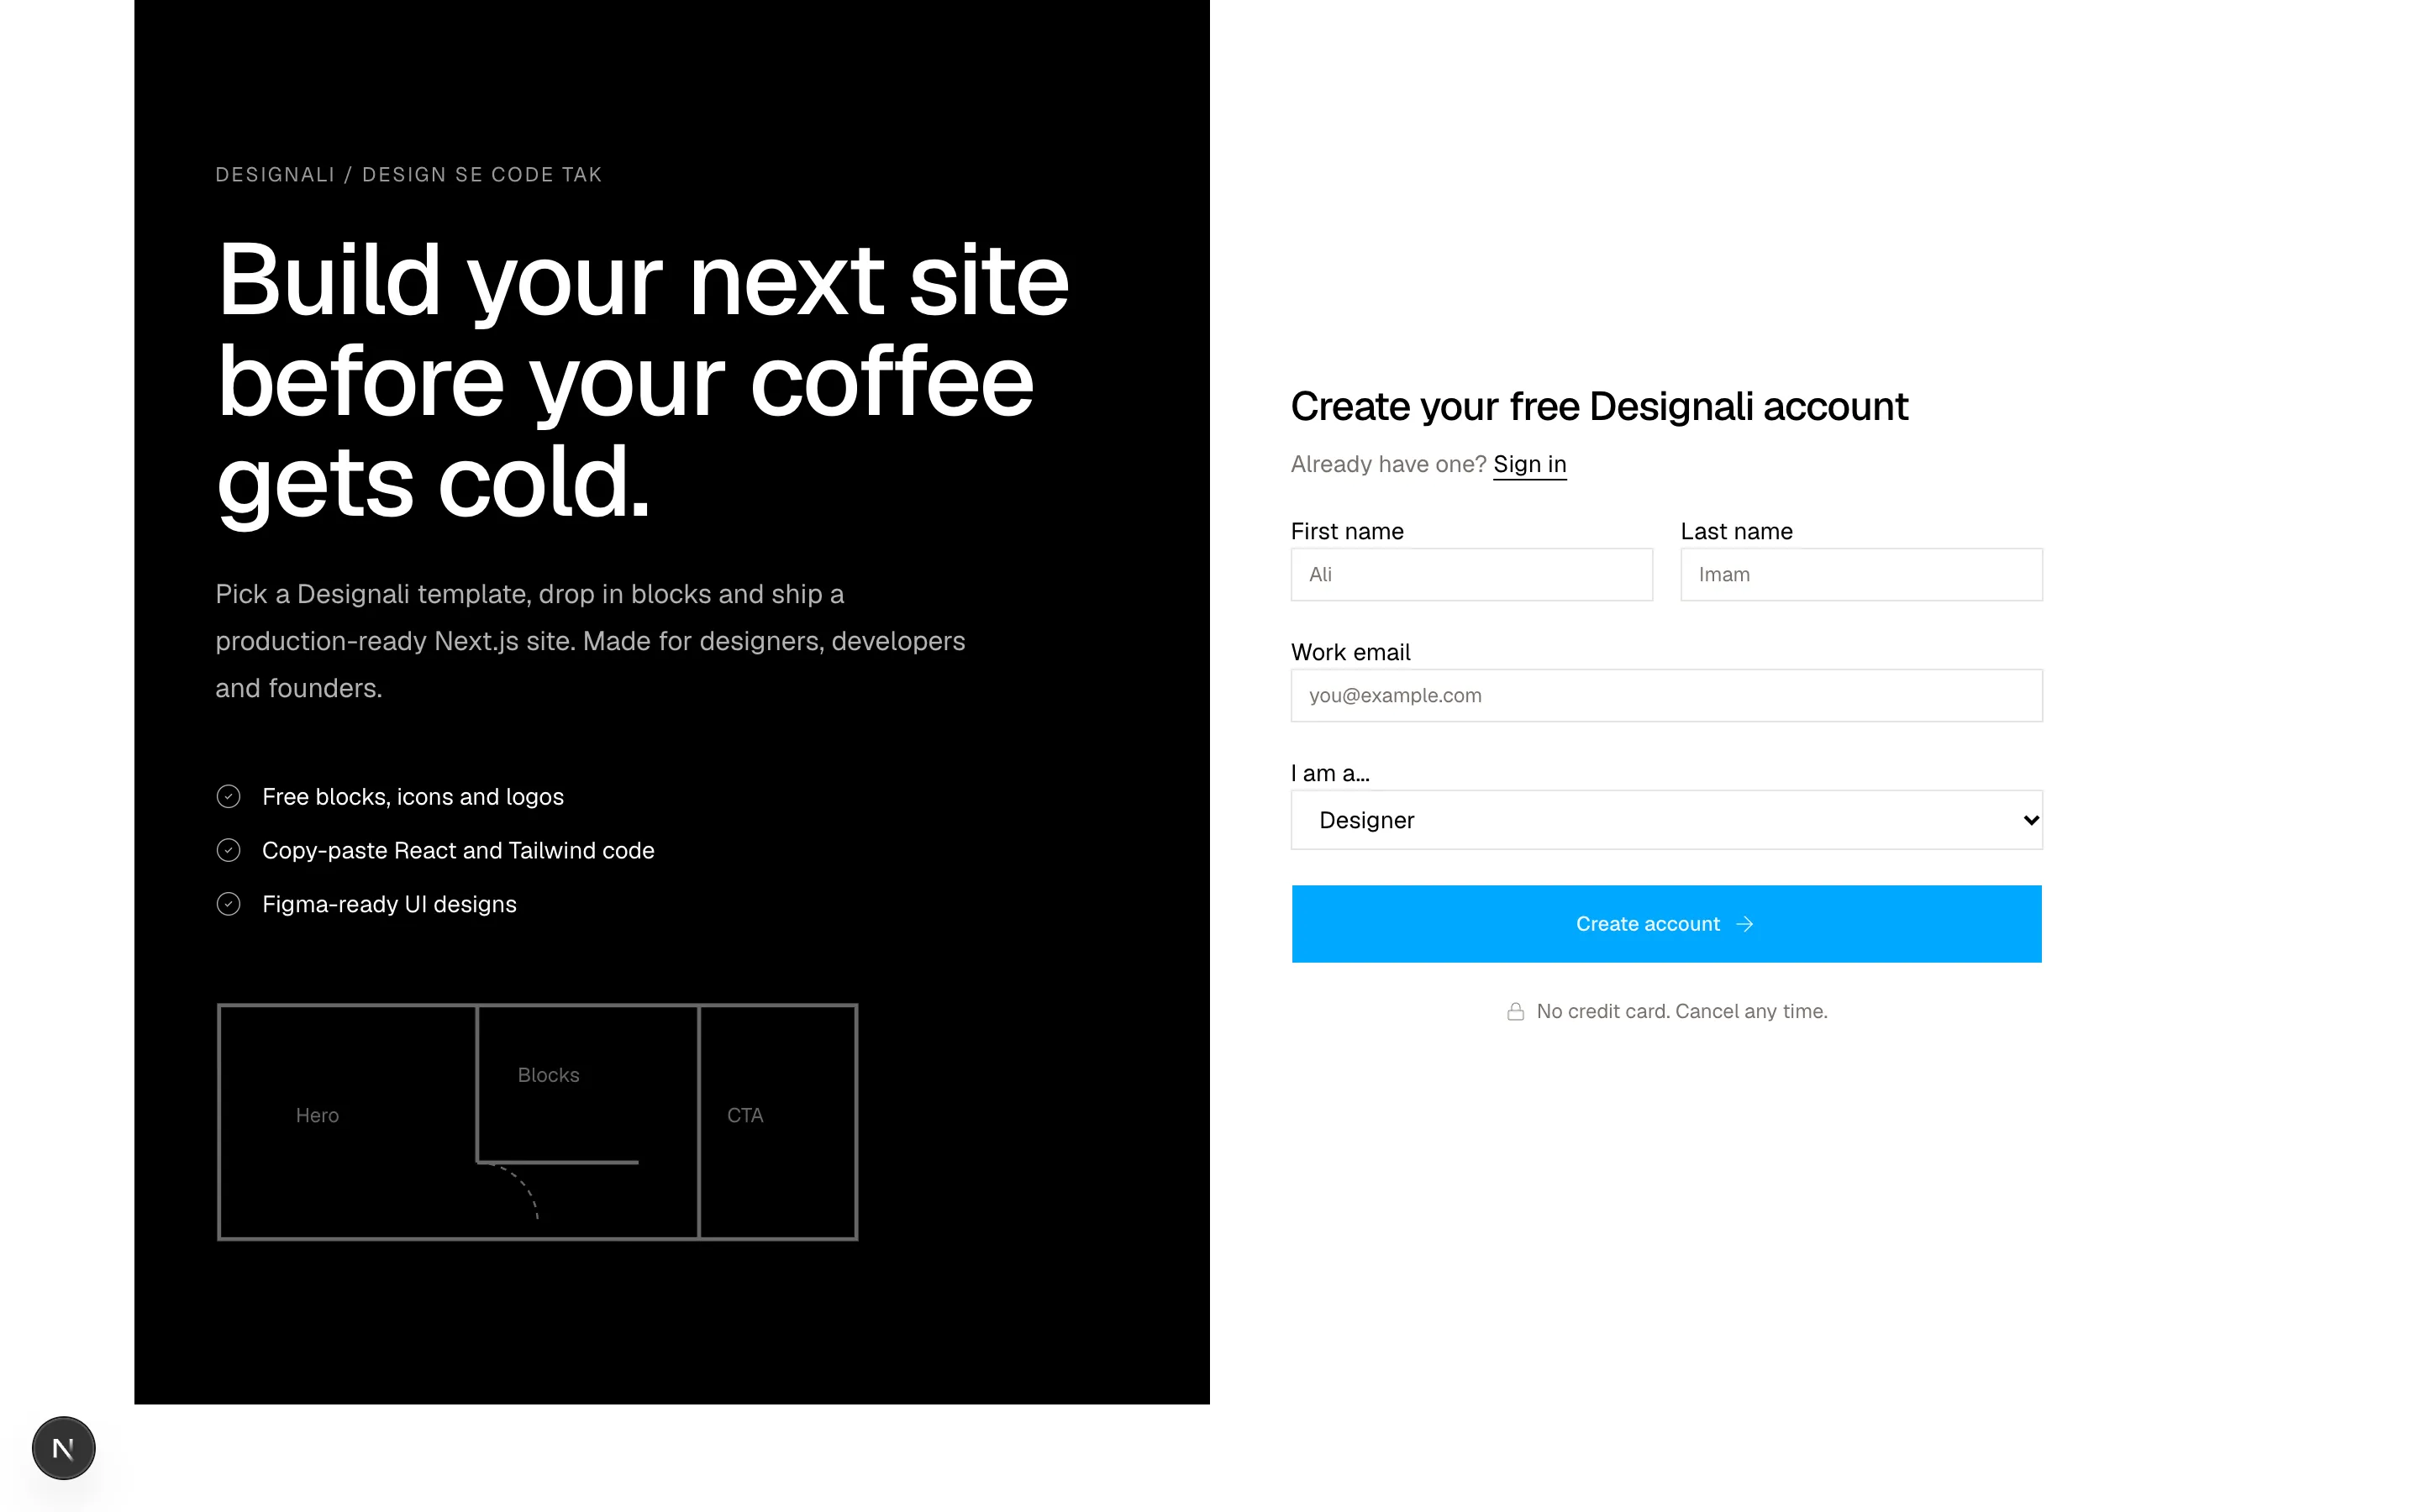 DESIGNALI / DESIGN SE CODE TAK
Build your next site
before your coffee
gets cold.
Pick a Designali template, drop in blocks and ship a
production-ready Next.js site. Made for designers, developers
and founders.
Free blocks, icons and logos
Copy-paste React and Tailwind code
Figma-ready UI designs
Hero
Blocks
CTA
Create your free Designali account
Already have one? Sign in
First name
Last name
Ali
Imam
Work email
you@example.com
I am a...
Designer
Create account
No credit card. Cancel any time.
N